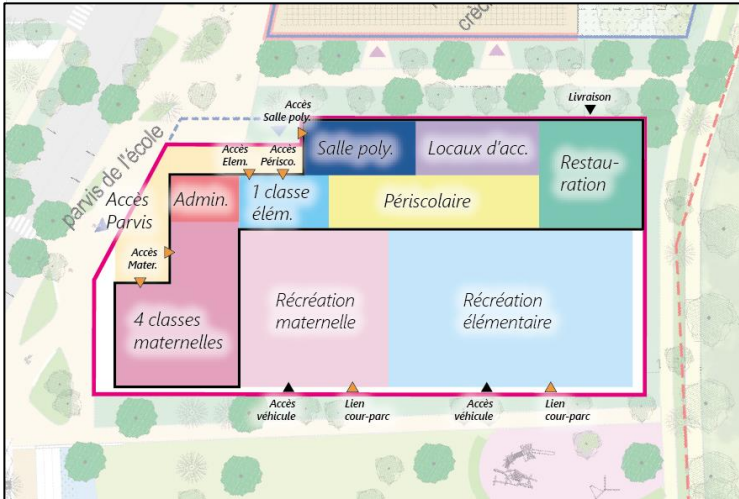 crèc
Livraison
Accès
Salle poly.
Accès
Elem.
Accès
Périsco.
Salle poly.
Locaux d'acc.
Restau-
ration
parvis de l'école
Accès
Parvis
Admin.
1 classe
élém.
Périscolaire
Accès
Mater.
4 classes
maternelles
Récréation
maternelle
Récréation
élémentaire
Accès
véhicule
Lien
cour-parc
Accès
véhicule
Lien
cour-parc